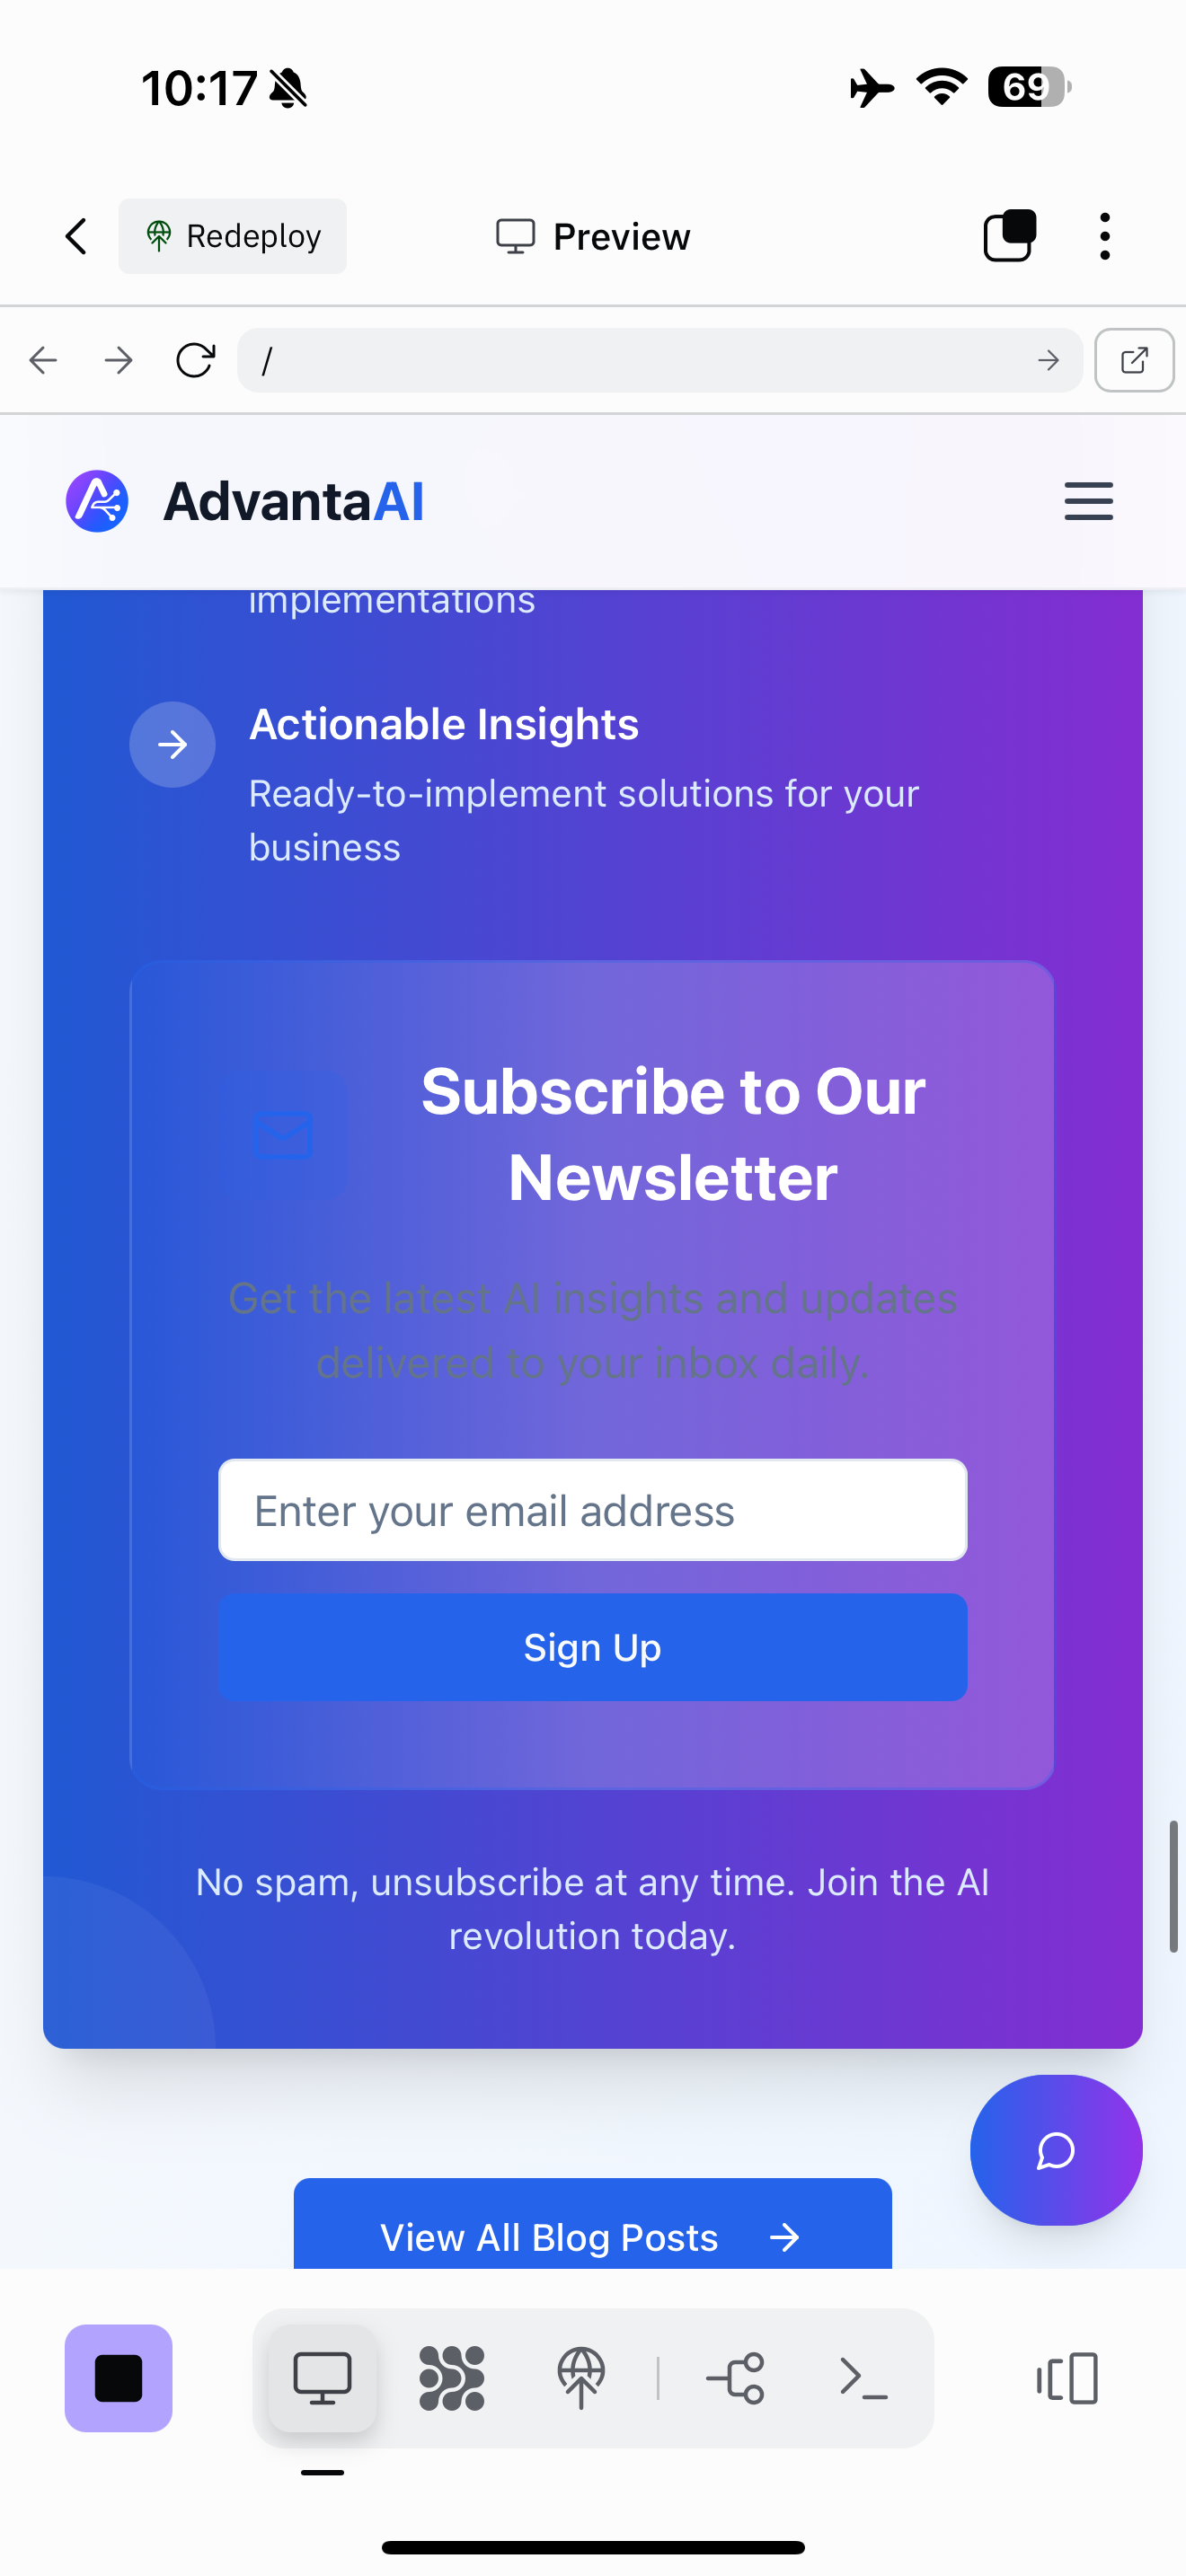 10:17
69
Redeploy
Preview
/
AdvantaAI
implementations
Actionable Insights
Ready-to-implement solutions for your
business
Subscribe to Our
Newsletter
Get the latest AI insights and updates
delivered to your inbox daily.
Enter your email address
Sign Up
No spam, unsubscribe at any time. Join the AI
revolution today.
View All Blog Posts